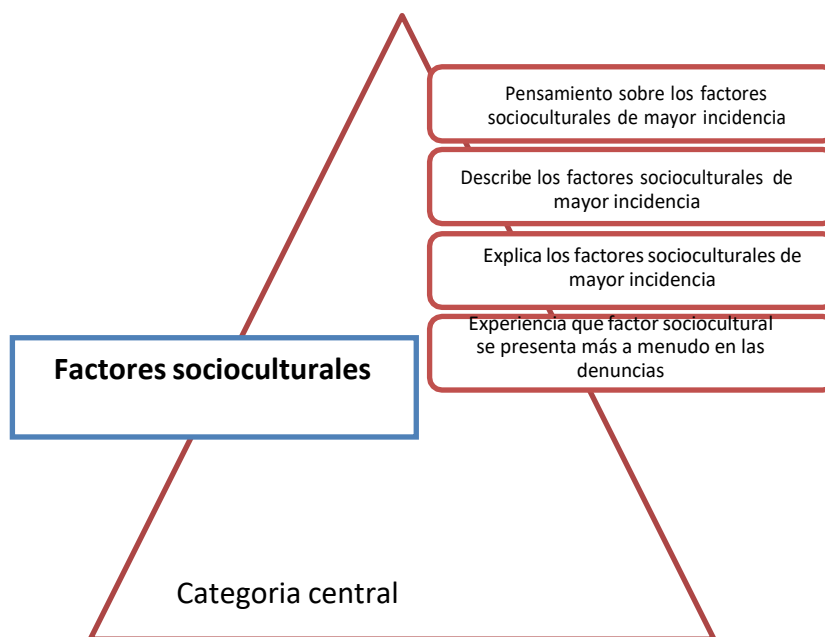 Pensamiento sobre los factores
socioculturales de mayor incidencia
Describe los factores socioculturales de
mayor incidencia
Explica los factores socioculturales de
mayor incidencia
Experiencia que factor sociocultural
se presenta más a menudo en las
denuncias
Factores socioculturales
Categoria central